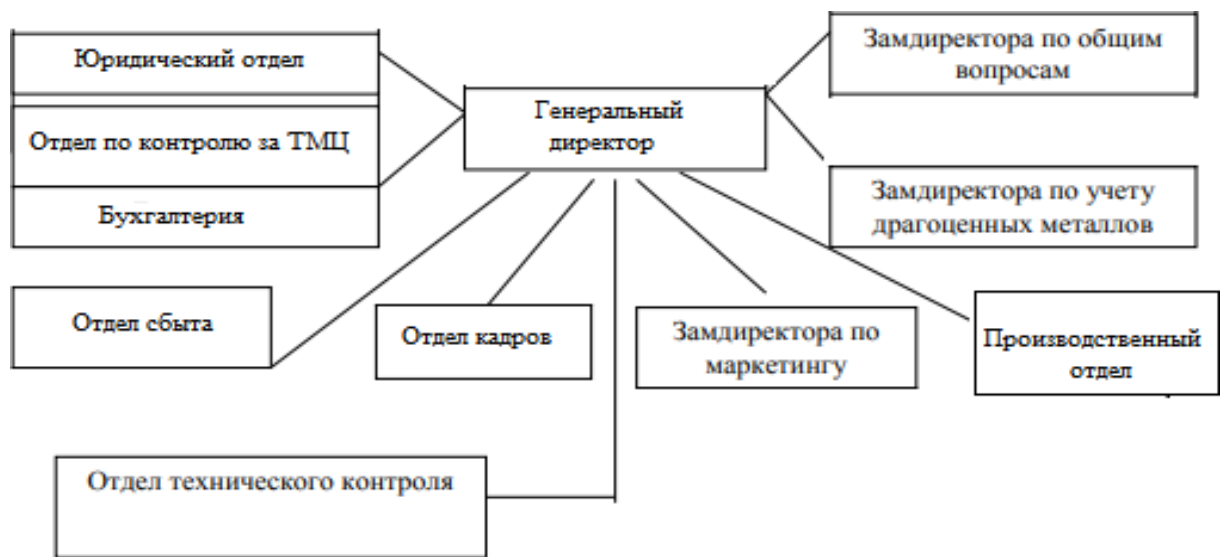 Юридический отдел
Отдел по контролю за ТМЦ
Бухгалтерия
Генеральный
директор
Замдиректора по общим
вопросам
Замдиректора по учету
драгоценных металлов
Отдел сбыта
Отдел кадров
Замдиректора по
маркетингу
Производственный
отдел
Отдел технического контроля